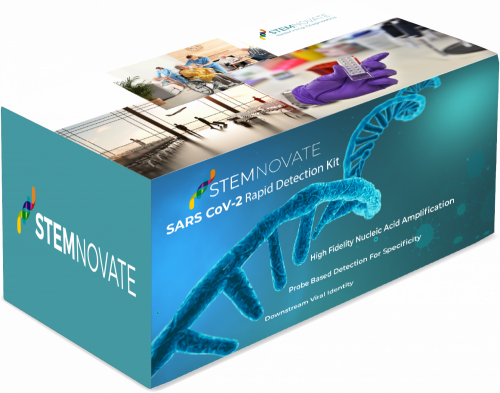 STEMNOVATE
STEMNOVATE
SARS CoV-2 Rapid Detection Kit
High Fidelity Nucleic Acid Amplification
Probe Based Detection For Specificity
Downstream Viral Identity
STEMNOVATE